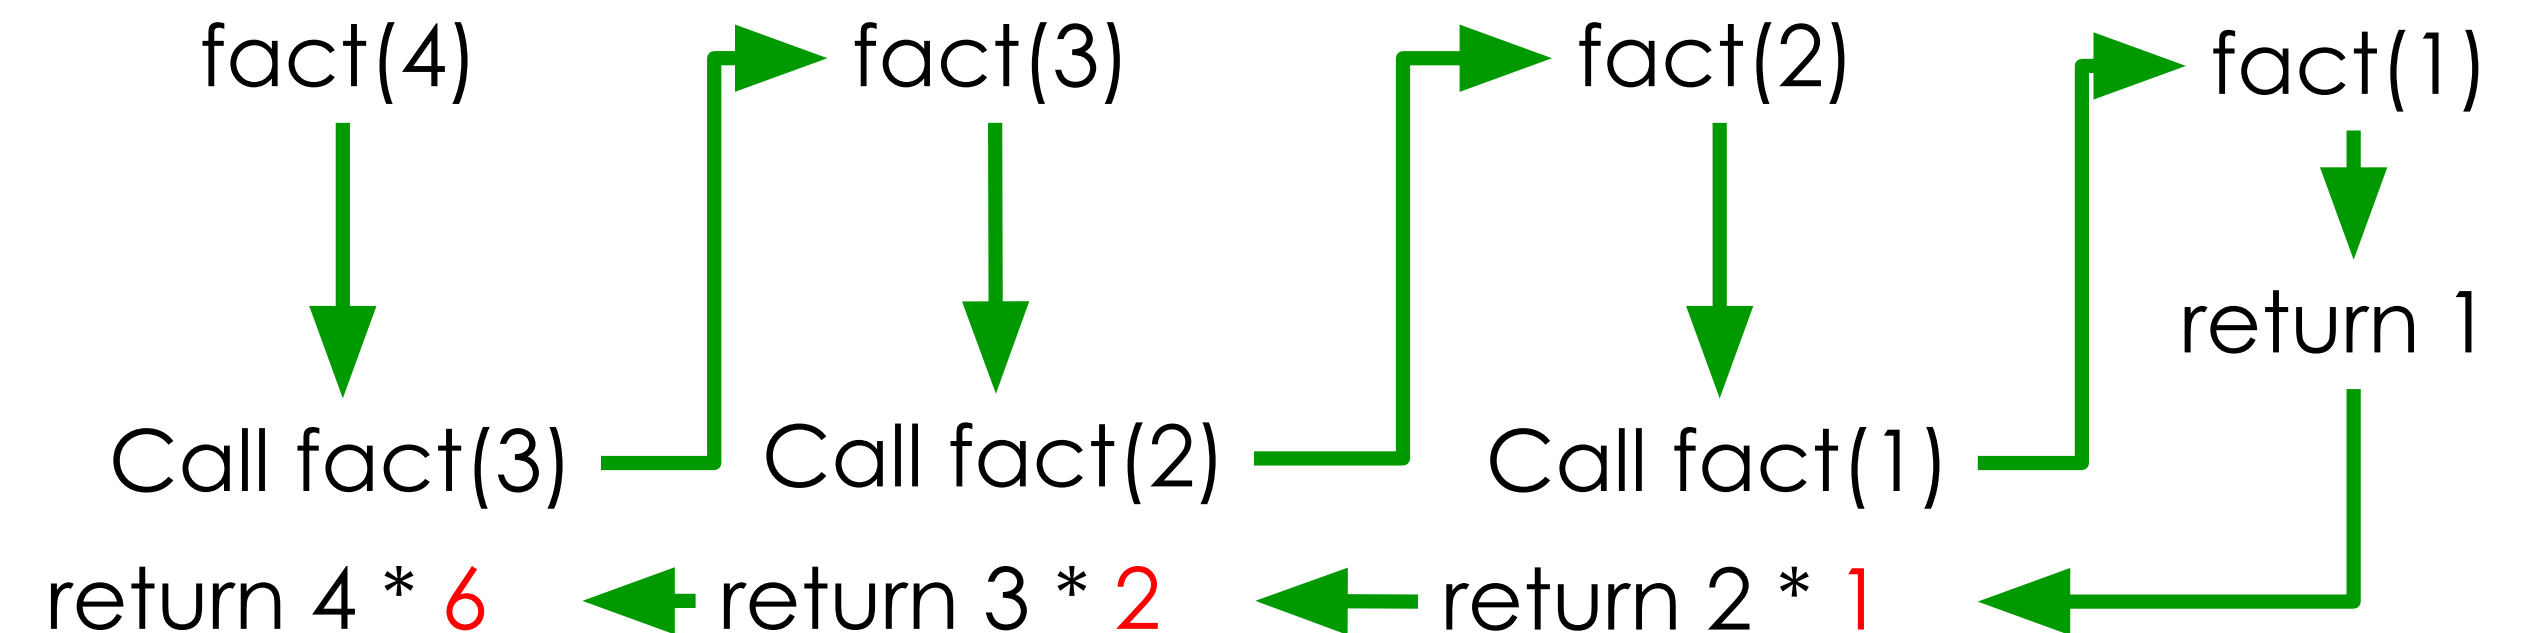 fact(4) fact(3) fact(2) fact(1)
return 1
Call fact(3) Call fact(2) Call fact(1)
return 4 * 6 return 3 * 2 return 2 * 1